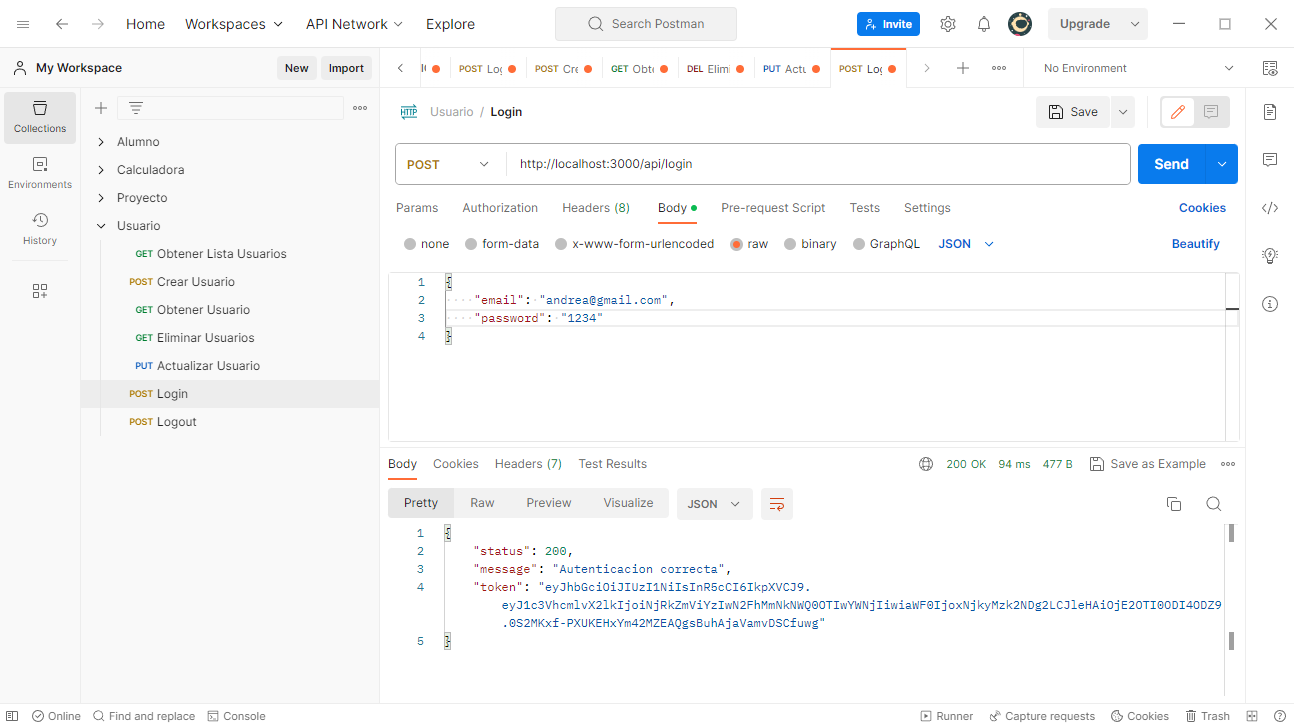 Home
Workspaces
API Network
Explore
Search Postman
Invite
Upgrade
My Workspace
New
Import
POST
POST
GET
DEL
PUT
POST
No Environment
Collections
Environments
History
Alumno
Calculadora
Proyecto
Usuario
GET Obtener Lista Usuarios
POST Crear Usuario
GET Obtener Usuario
GET Eliminar Usuarios
PUT Actualizar Usuario
POST Login
POST Logout
HTTP
Usuario / Login
Save
POST
http://localhost:3000/api/login
Send
Params
Authorization
Headers (8)
Body
Pre-request Script
Tests
Settings
Cookies
none
form-data
x-www-form-urlencoded
raw
binary
GraphQL
JSON
Beautify
1 {
2 "email": "andrea@gmail.com",
3 "password": "1234"
4 }
Body
Cookies
Headers (7)
Test Results
200 OK
94 ms
477 B
Save as Example
Pretty
Raw
Preview
Visualize
JSON
1 {
2 "status": 200,
3 "message": "Autenticacion correcta",
4 "token": "eyJhbGciOiJIUzI1NiIsInR5cCI6IkpXVCJ9.
eyJ1c3VhcmlvX2lkIjoiNjRkZmViYzIwN2FhMmNkNWQ0OTIwYWNjIiwiaWF0IjoxNjkyMzk2NDg2LCJleHAiOjE2OTI0ODI4ODZ9
.0S2MKxf-PXUKEHxYm42MZEAQgsBuhAjaVamvDSCfuwg"
5 }
Online
Find and replace
Console
Runner
Capture requests
Cookies
Trash